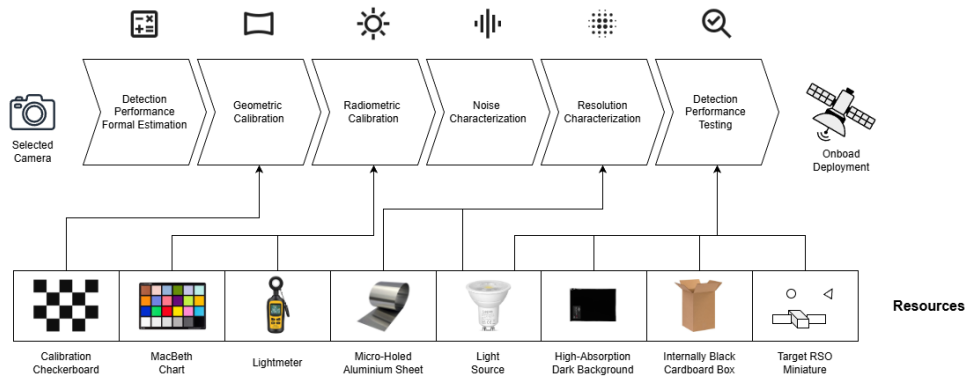 Detection
Performance
Formal Estimation
Geometric
Calibration
Radiometric
Calibration
Noise
Characterization
Resolution
Characterization
Detection
Performance
Testing
Selected
Camera
Onboad
Deployment
Resources
Calibration
Checkerboard
MacBeth
Chart
Lightmeter
Micro-Holed
Aluminium Sheet
Light
Source
High-Absorption
Dark Background
Internally Black
Cardboard Box
Target RSO
Miniature